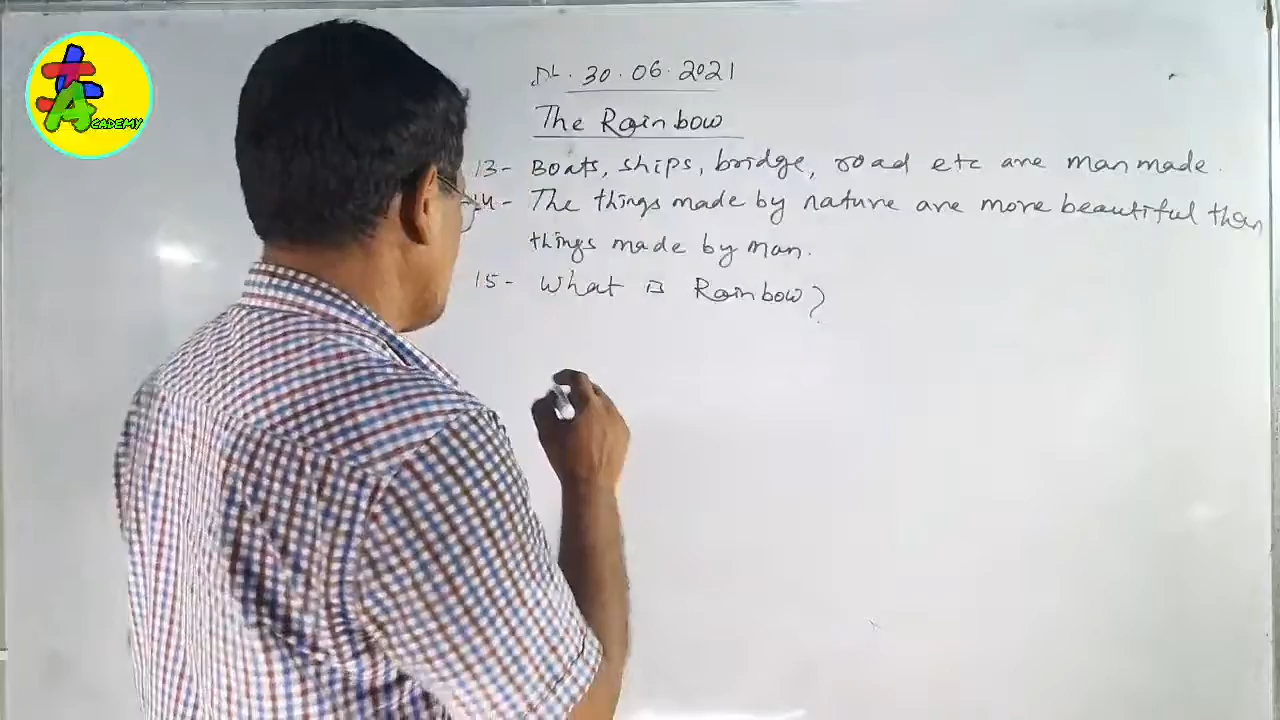 ACADEMY
Dt. 30.06.2021
The Rainbow
13- Boats, ships, bridge, road etc are man made.
14- The things made by nature are more beautiful than
things made by man.
15- What is Rainbow?